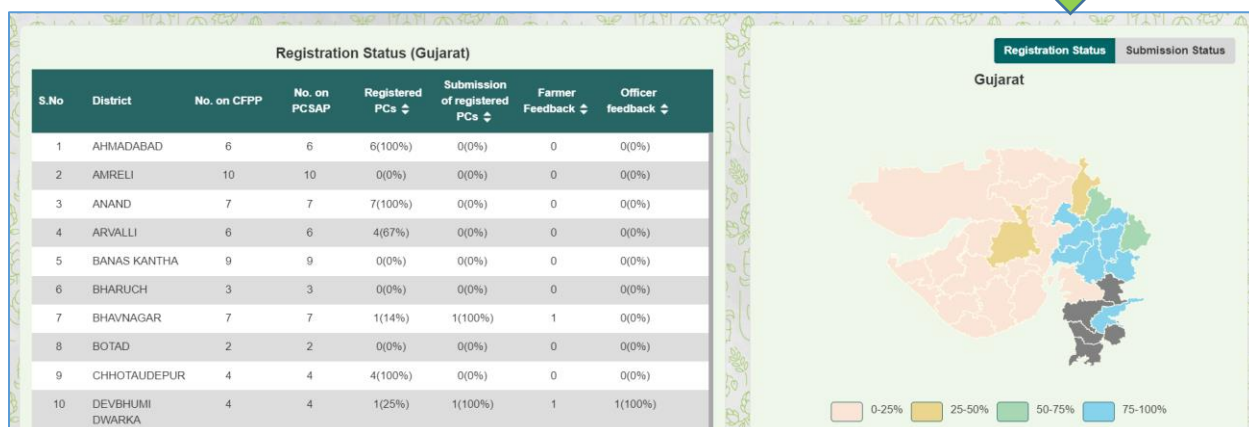 Registration Status (Gujarat)
S.No District No. on CFPP No. on PCSAP Registered PCs Submission of registered PCs Farmer Feedback Officer feedback
1 AHMADABAD 6 6 6(100%) 0(0%) 0 0(0%)
2 AMRELI 10 10 0(0%) 0(0%) 0 0(0%)
3 ANAND 7 7 7(100%) 0(0%) 0 0(0%)
4 ARVALLI 6 6 4(67%) 0(0%) 0 0(0%)
5 BANAS KANTHA 9 9 0(0%) 0(0%) 0 0(0%)
6 BHARUCH 3 3 0(0%) 0(0%) 0 0(0%)
7 BHAVNAGAR 7 7 1(14%) 1(100%) 1 0(0%)
8 BOTAD 2 2 0(0%) 0(0%) 0 0(0%)
9 CHHOTAUDEPUR 4 4 4(100%) 0(0%) 0 0(0%)
10 DEVBHUMI DWARKA 4 4 1(25%) 1(100%) 1 1(100%)
Registration Status Submission Status
Gujarat
0-25% 25-50% 50-75% 75-100%